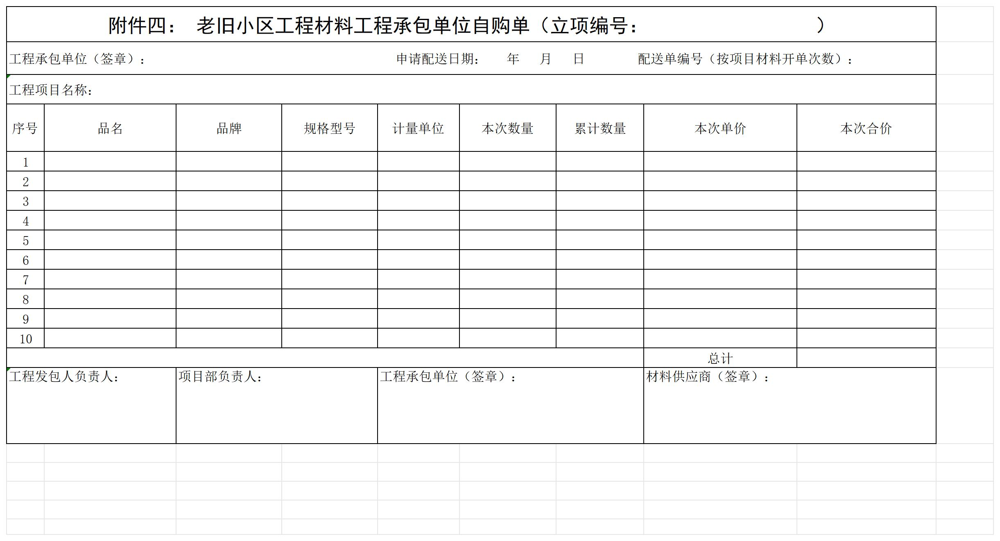 附件四： 老旧小区工程材料工程承包单位自购单（立项编号： ）
工程承包单位（签章）： 申请配送日期： 年 月 日 配送单编号（按项目材料开单次数）：
工程项目名称：
序号 品名 品牌 规格型号 计量单位 本次数量 累计数量 本次单价 本次合价
1
2
3
4
5
6
7
8
9
10
总计
工程发包人负责人： 项目部负责人： 工程承包单位（签章）： 材料供应商（签章）：